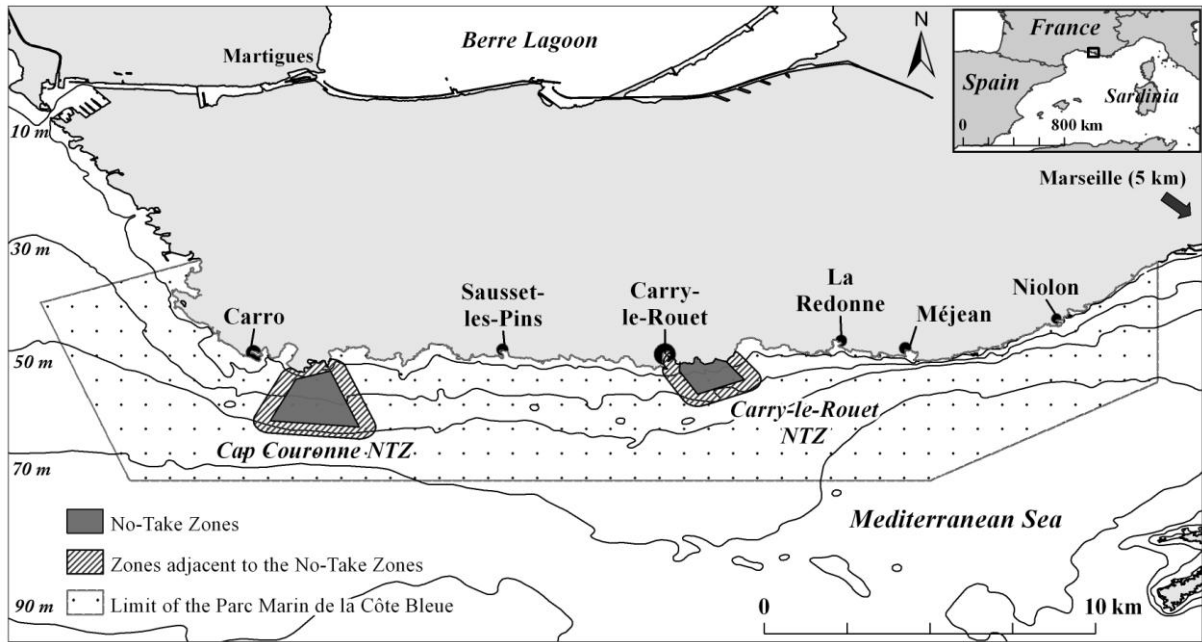 Berre Lagoon
Martigues
N
France
Spain
Sardinia
0
800 km
Marseille (5 km)
10 m
30 m
50 m
70 m
90 m
Carro
Sausset-
les-Pins
Carry-
le-Rouet
La
Redonne
Méjean
Niolon
Cap Couronne NTZ
Carry-le-Rouet
NTZ
Mediterranean Sea
No-Take Zones
Zones adjacent to the No-Take Zones
Limit of the Parc Marin de la Côte Bleue
0
10 km